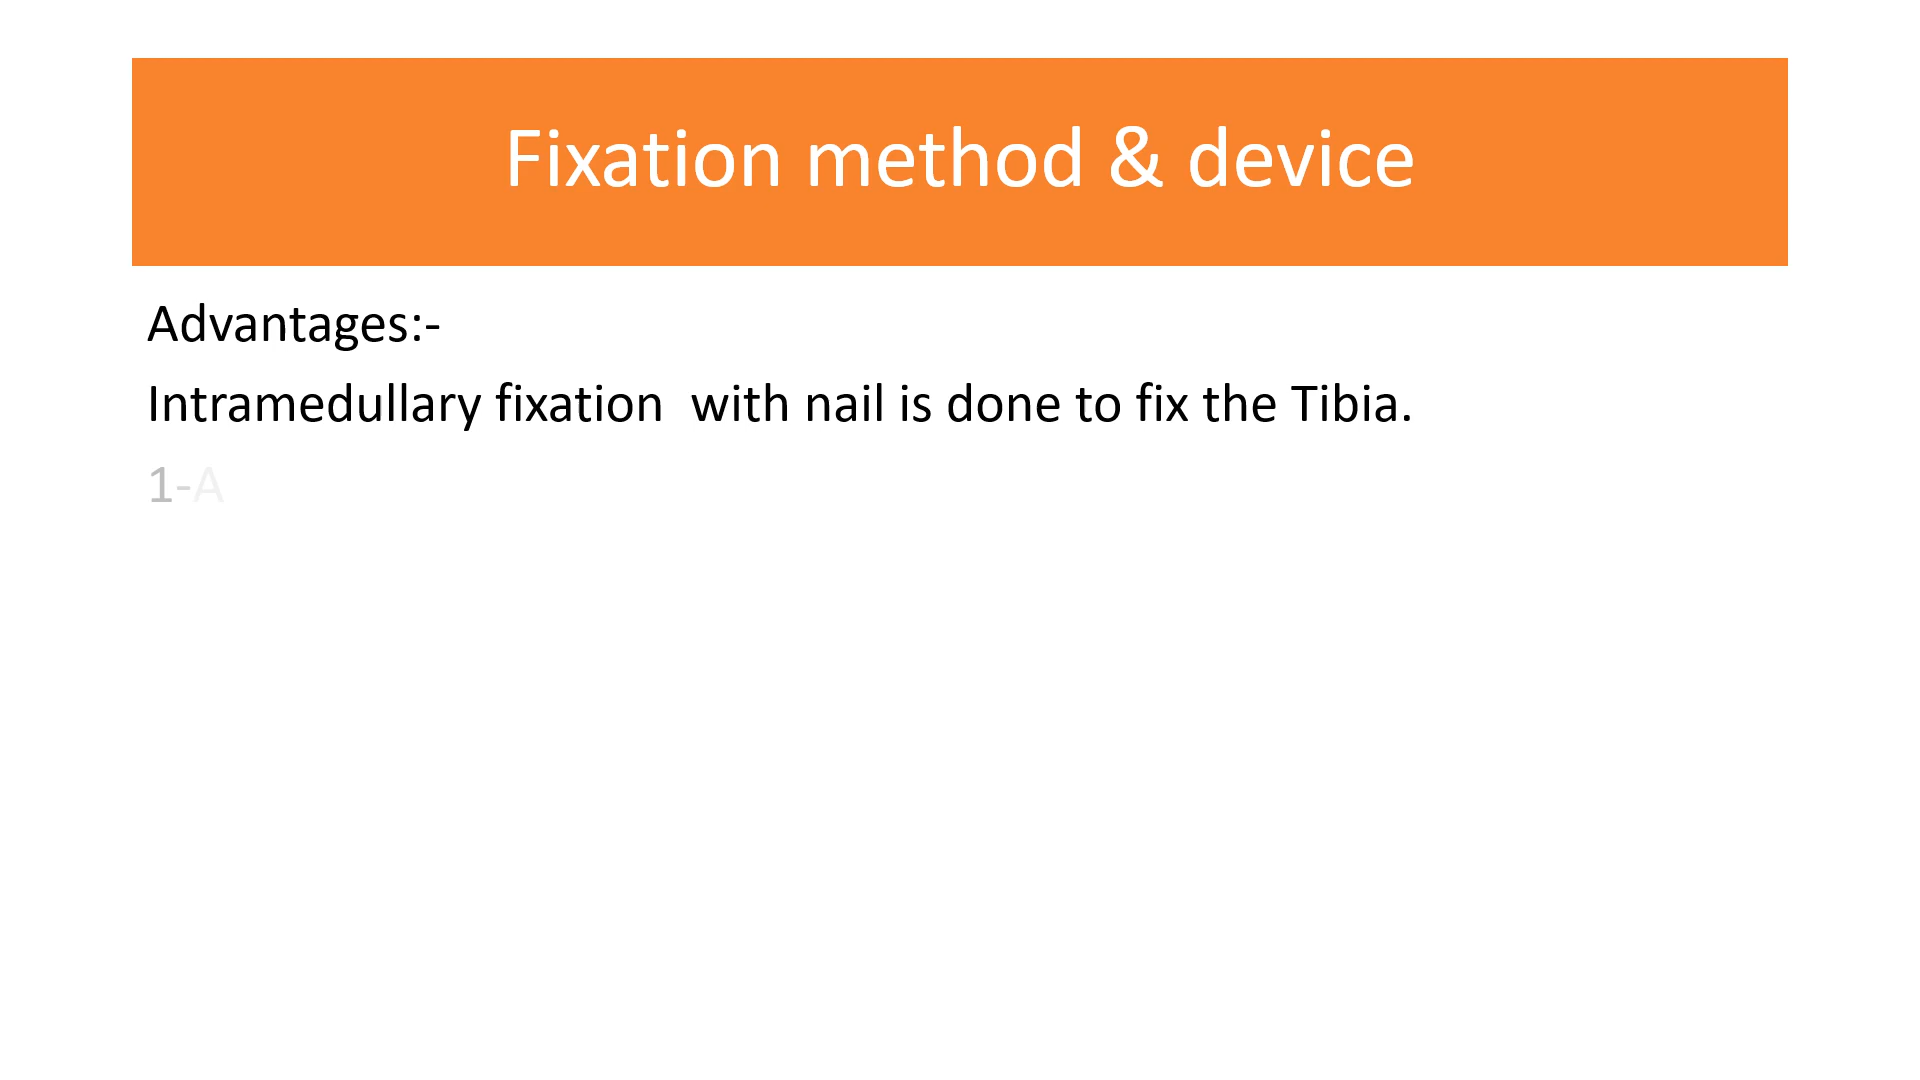 Fixation method & device
Advantages:-
Intramedullary fixation  with nail is done to fix the Tibia.
1-A